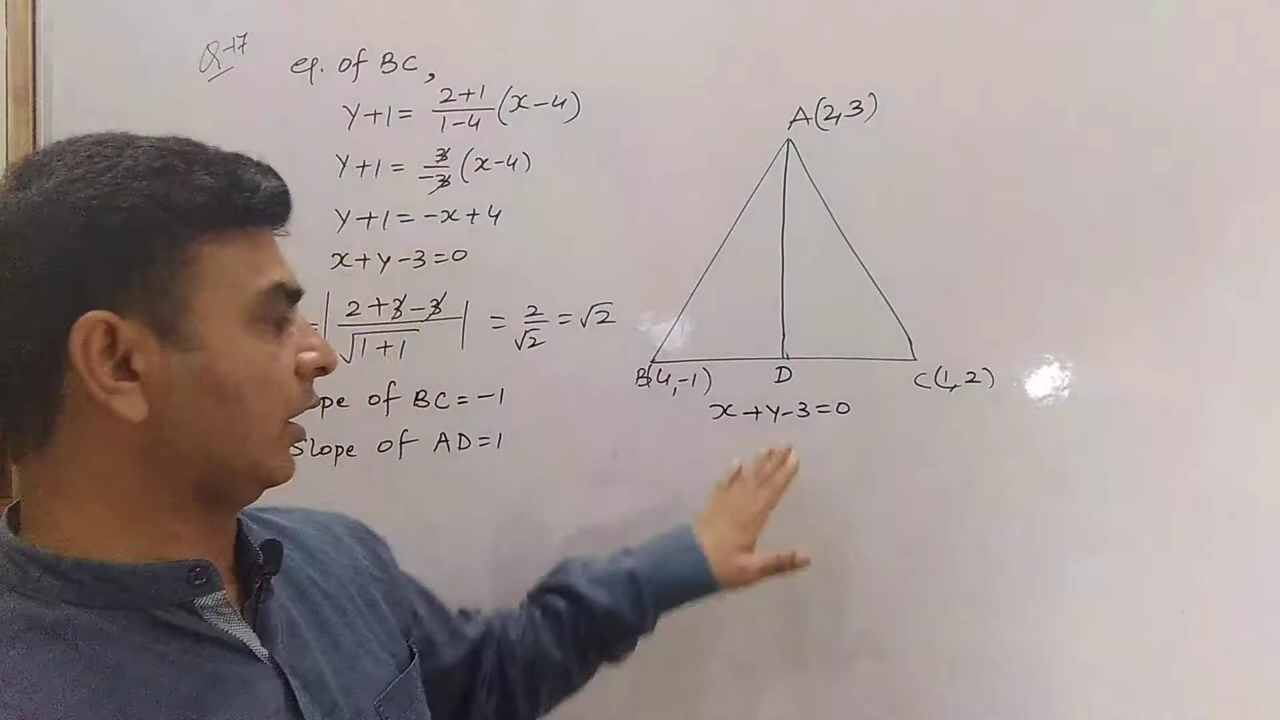 Q-17 eq. of BC,
y+1 = 2+1/1-4 (x-4)
y+1 = 3/-3 (x-4)
y+1 = -x+4
x+y-3=0
= |2+3-3/√1+1| = 2/√2 = √2
pe of BC = -1
Slope of AD = 1
A(2,3)
B(4,-1) D C(1,2)
x+y-3=0